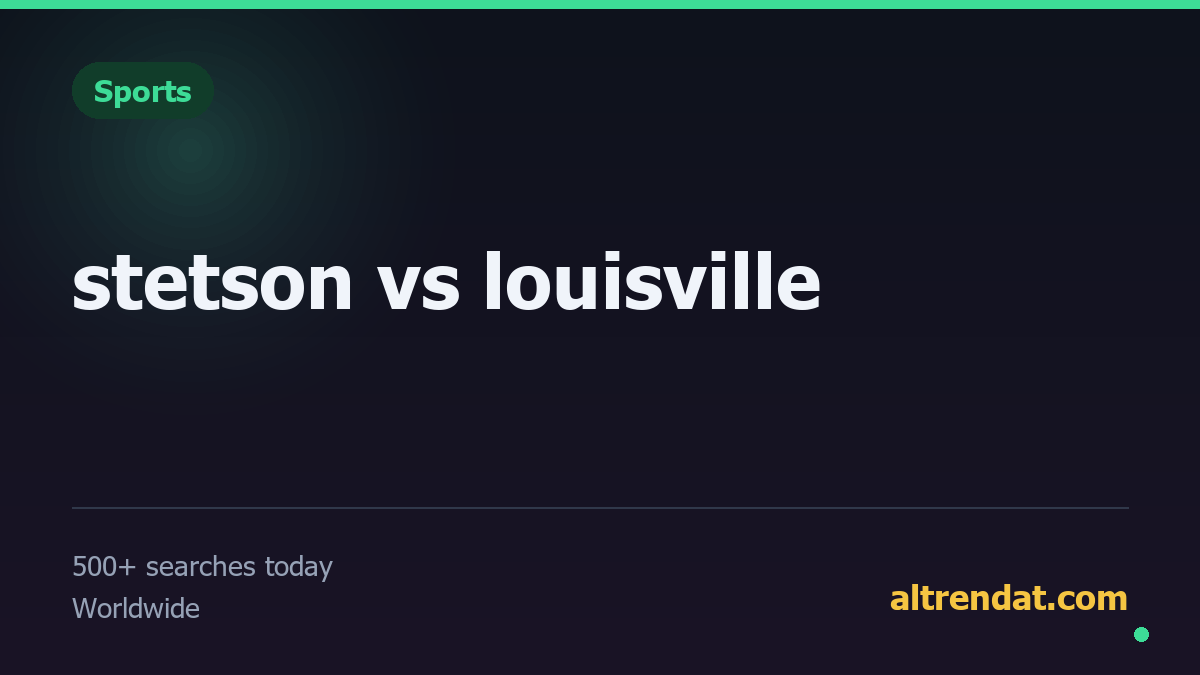 Sports
stetson vs louisville
500+ searches today
Worldwide
altrendat.com